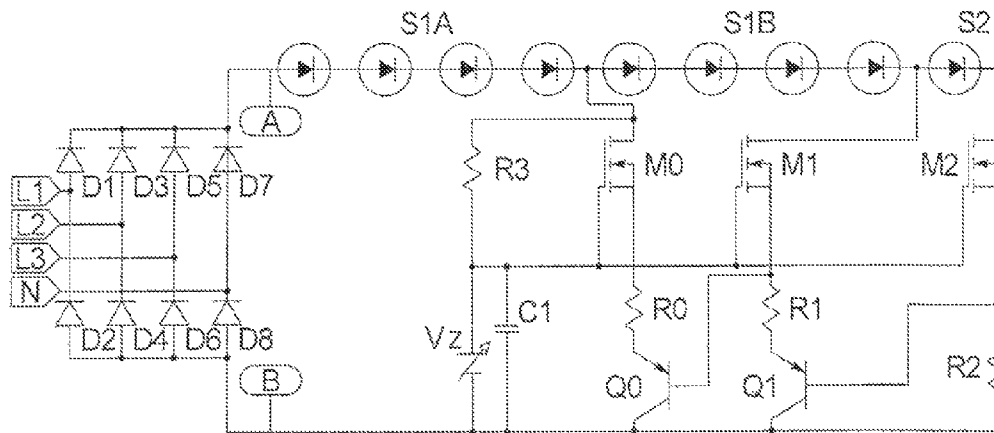 S1A S1B S2
A
R3 M0 M1 M2
L1 D1 D3 D5 D7
L2
L3
N
C1 R0 R1
D2 D4 D6 D8 Vz
B Q0 Q1 R2